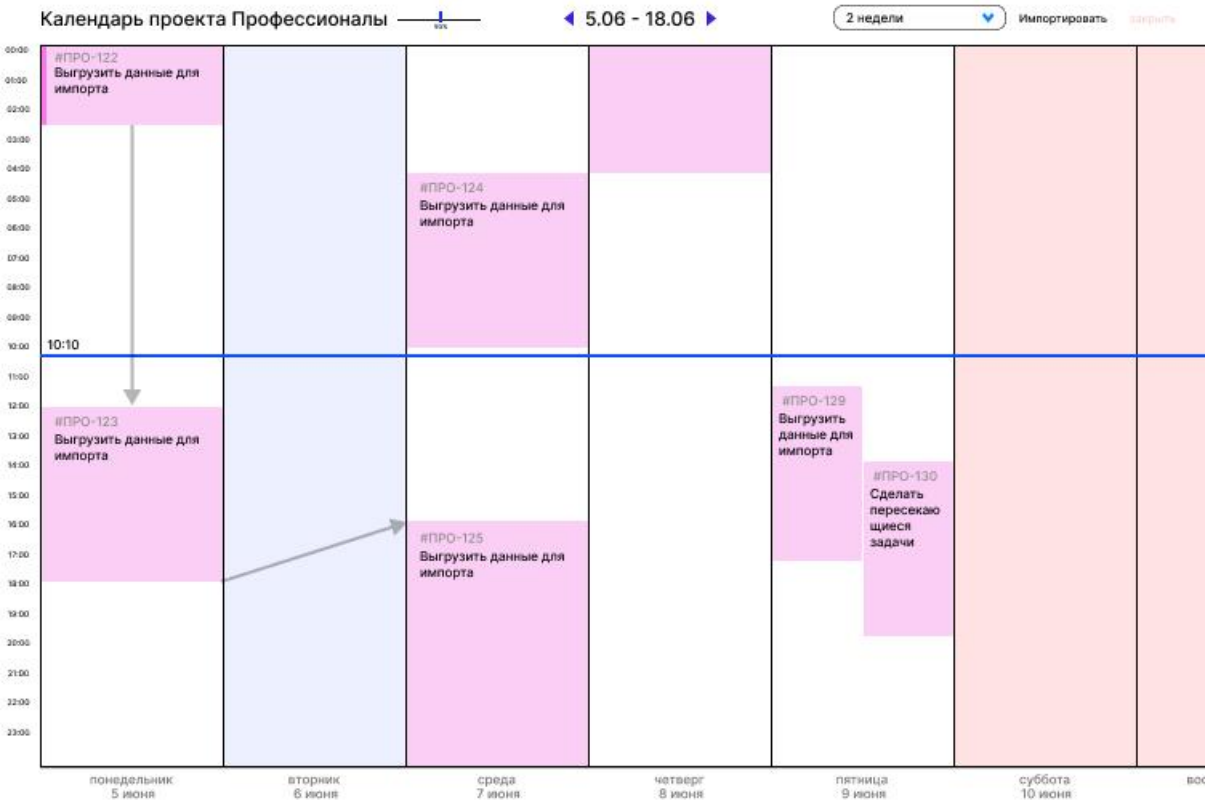 Календарь проекта Профессионалы
5.06 - 18.06
2 недели
Импортировать
закрыть
00:00
01:00
02:00
03:00
04:00
05:00
06:00
07:00
08:00
09:00
10:00
11:00
12:00
13:00
14:00
15:00
16:00
17:00
18:00
19:00
20:00
21:00
22:00
23:00
10:10
#ПРО-122
Выгрузить данные для
импорта
#ПРО-123
Выгрузить данные для
импорта
#ПРО-124
Выгрузить данные для
импорта
#ПРО-125
Выгрузить данные для
импорта
#ПРО-129
Выгрузить
данные для
импорта
#ПРО-130
Сделать
пересекаю
щиеся
задачи
понедельник
5 июня
вторник
6 июня
среда
7 июня
четверг
8 июня
пятница
9 июня
суббота
10 июня
вос